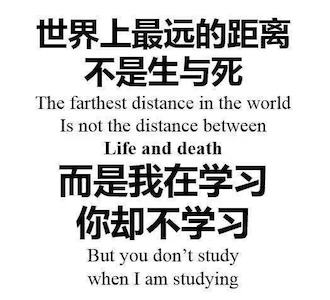 世界上最远的距离
不是生与死
The farthest distance in the world
Is not the distance between
Life and death
而是我在学习
你却不学习
But you don’t study
when I am studying